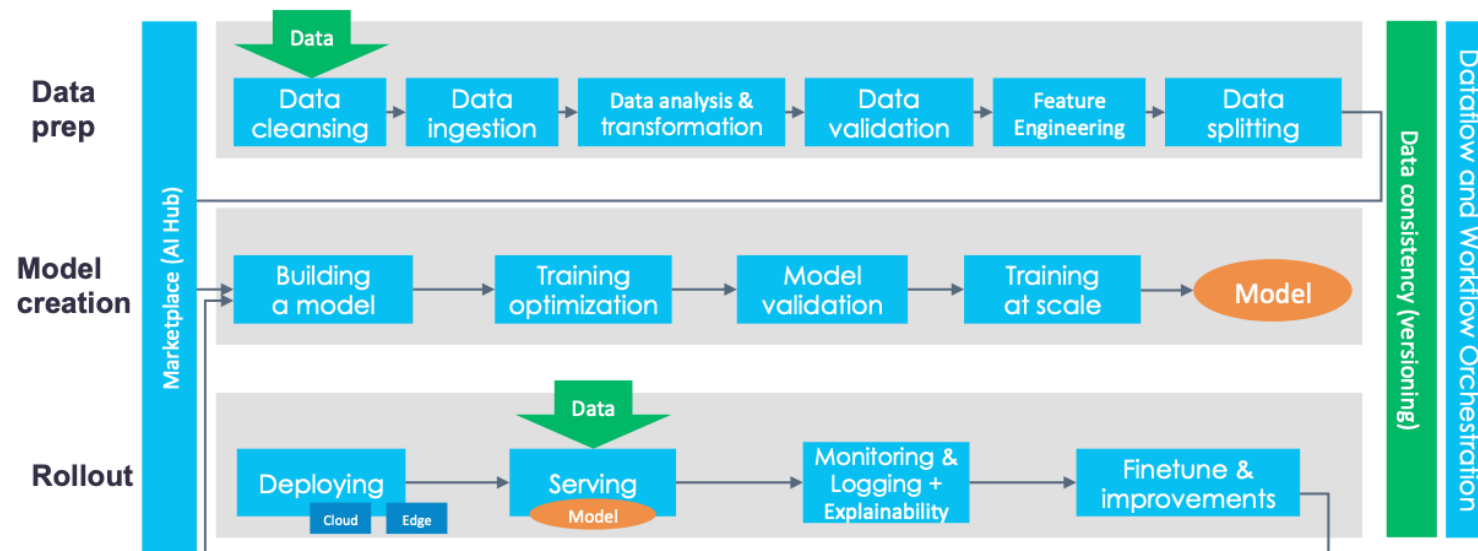 Data
prep
Data
Data
cleansing
Data
ingestion
Data analysis &
transformation
Data
validation
Feature
Engineering
Data
splitting
Marketplace (AI Hub)
Model
creation
Building
a model
Training
optimization
Model
validation
Training
at scale
Model
Rollout
Data
Deploying
Cloud
Edge
Serving
Model
Monitoring &
Logging +
Explainability
Finetune &
improvements
Data consistency (versioning)
Dataflow and Workflow Orchestration